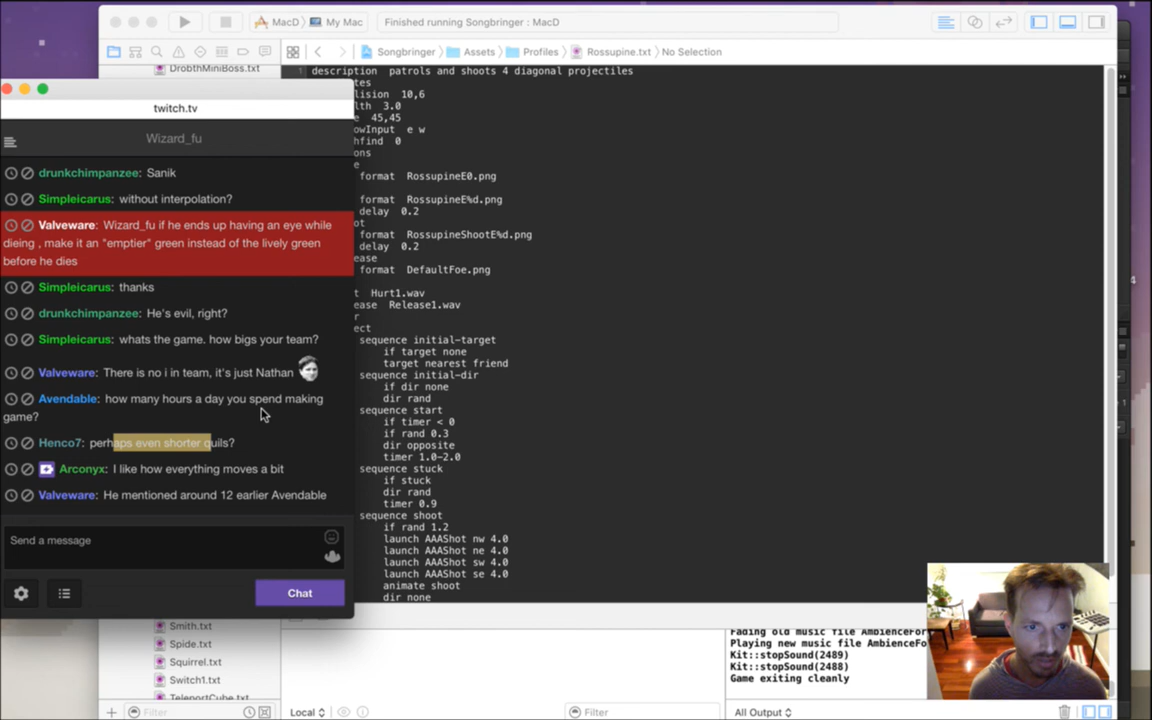 MacD
My Mac
Finished running Songbringer : MacD
Songbringer
Assets
Profiles
Rossupine.txt
No Selection
DrobthMiniBoss.txt
1
description patrols and shoots 4 diagonal projectiles
tes
lision 10,6
lth 3.0
e 45,45
owInput e w
hfind 0
ons
e
format RossupineE0.png
format RossupineE%d.png
delay 0.2
ot
format RossupineShootE%d.png
delay 0.2
ease
format DefaultFoe.png
t Hurt1.wav
ease Release1.wav
r
ect
sequence initial-target
if target none
target nearest friend
sequence initial-dir
if dir none
dir rand
sequence start
if timer < 0
if rand 0.3
dir opposite
timer 1.0-2.0
sequence stuck
if stuck
dir rand
timer 0.9
sequence shoot
if rand 1.2
launch AAAShot nw 4.0
launch AAAShot ne 4.0
launch AAAShot sw 4.0
launch AAAShot se 4.0
animate shoot
dir none
twitch.tv
Wizard_fu
drunkchimpanzee: Sanik
Simpleicarus: without interpolation?
Valveware: Wizard_fu if he ends up having an eye while
dieing , make it an "emptier" green instead of the lively green
before he dies
Simpleicarus: thanks
drunkchimpanzee: He's evil, right?
Simpleicarus: whats the game. how bigs your team?
Valveware: There is no i in team, it's just Nathan
Avendable: how many hours a day you spend making
game?
Henco7: perhaps even shorter quils?
Arconyx: I like how everything moves a bit
Valveware: He mentioned around 12 earlier Avendable
Send a message
Chat
Smith.txt
Spide.txt
Squirrel.txt
Switch1.txt
TeleportCube.txt
Filter
Local
Filter
Fading old music file AmbienceFor
Playing new music file AmbienceFo
Kit::stopSound(2489)
Kit::stopSound(2488)
Game exiting cleanly
All Output